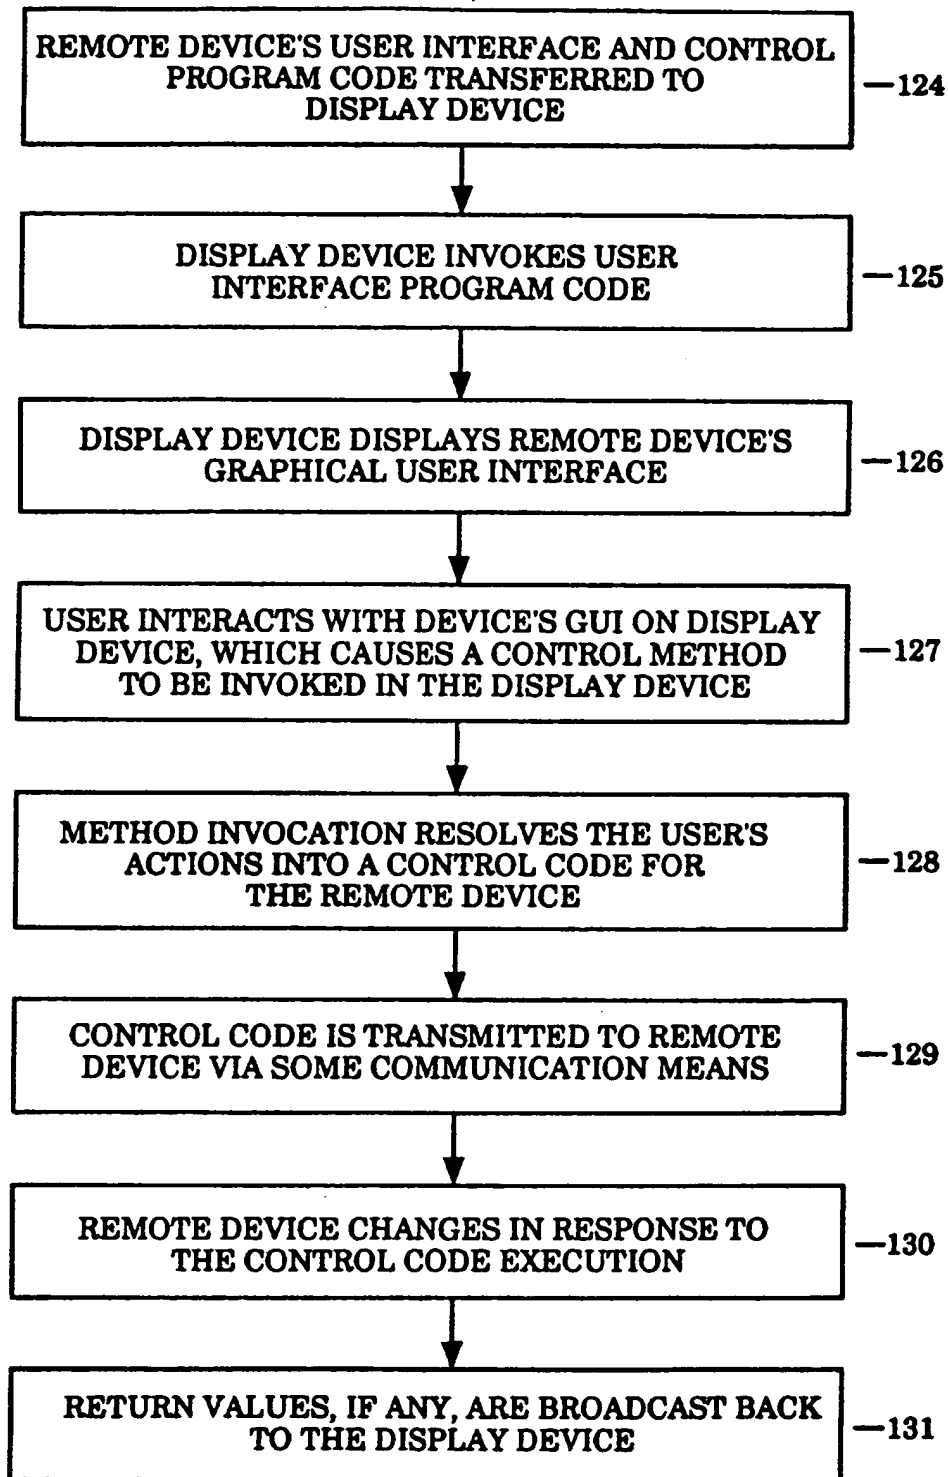 REMOTE DEVICE'S USER INTERFACE AND CONTROL
PROGRAM CODE TRANSFERRED TO
DISPLAY DEVICE
—124
DISPLAY DEVICE INVOKES USER
INTERFACE PROGRAM CODE
—125
DISPLAY DEVICE DISPLAYS REMOTE DEVICE'S
GRAPHICAL USER INTERFACE
—126
USER INTERACTS WITH DEVICE'S GUI ON DISPLAY
DEVICE, WHICH CAUSES A CONTROL METHOD
TO BE INVOKED IN THE DISPLAY DEVICE
—127
METHOD INVOCATION RESOLVES THE USER'S
ACTIONS INTO A CONTROL CODE FOR
THE REMOTE DEVICE
—128
CONTROL CODE IS TRANSMITTED TO REMOTE
DEVICE VIA SOME COMMUNICATION MEANS
—129
REMOTE DEVICE CHANGES IN RESPONSE TO
THE CONTROL CODE EXECUTION
—130
RETURN VALUES, IF ANY, ARE BROADCAST BACK
TO THE DISPLAY DEVICE
—131